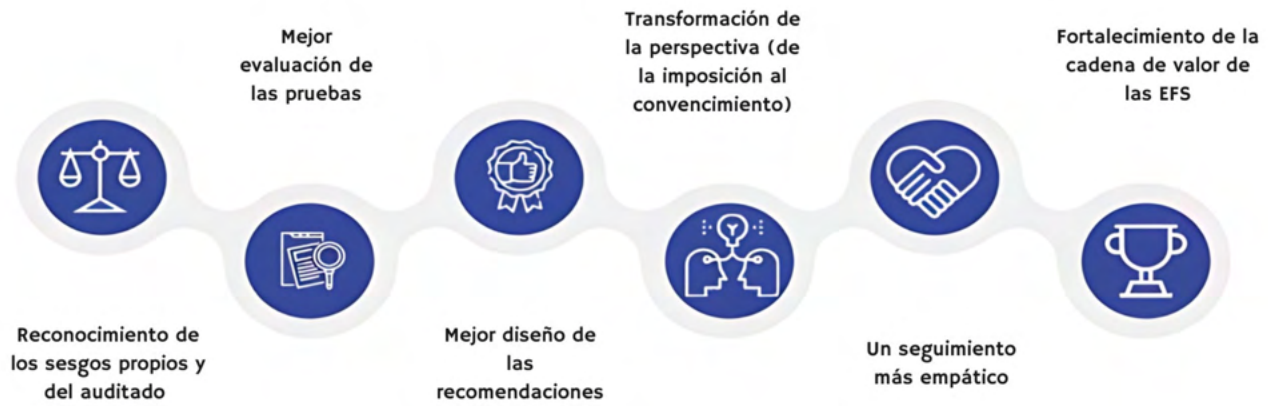 Reconocimiento de
los sesgos propios y
del auditado
Mejor
evaluación de
las pruebas
Mejor diseño de
las
recomendaciones
Transformación de
la perspectiva (de
la imposición al
convencimiento)
Un seguimiento
más empático
Fortalecimiento de la
cadena de valor de
las EFS